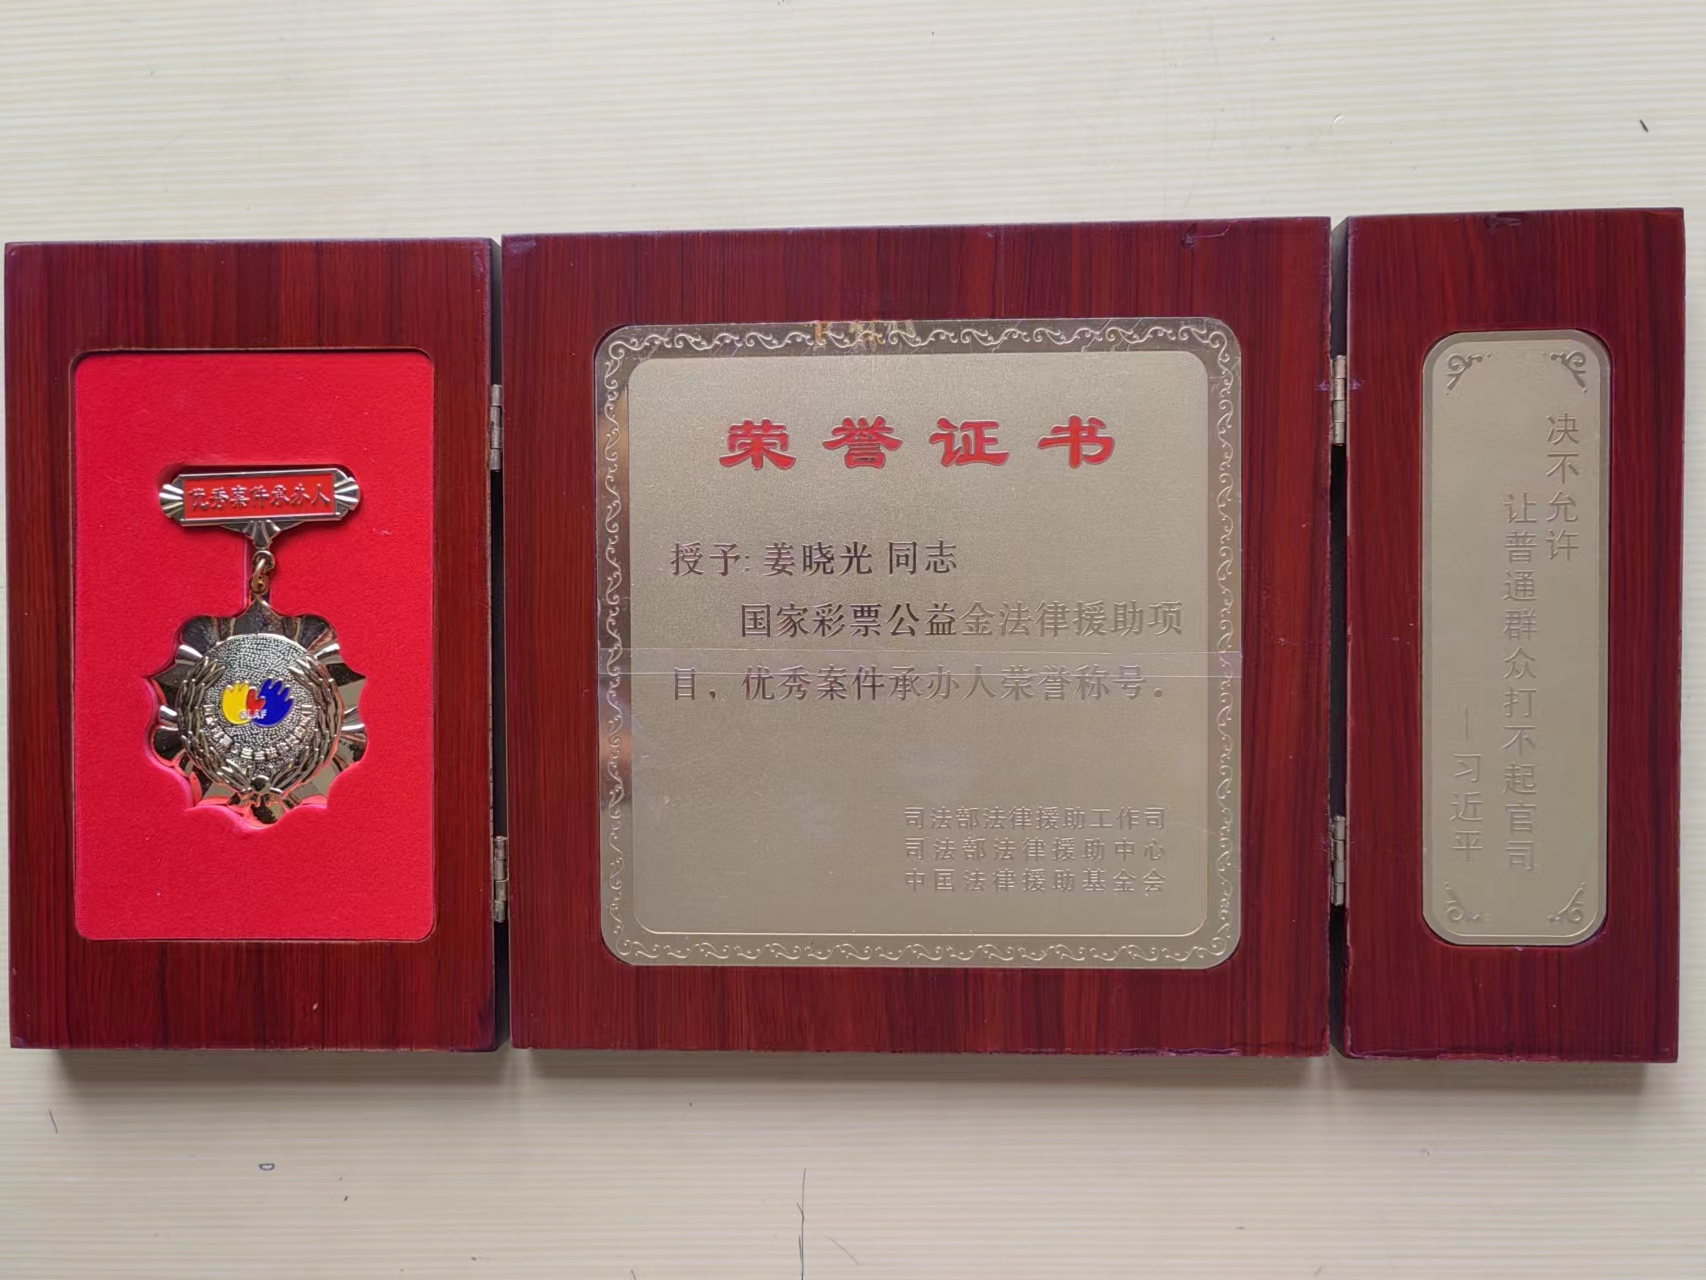 优秀案件承办人
CLAF
荣誉证书
授予: 姜晓光 同志
国家彩票公益金法律援助项
目，优秀案件承办人荣誉称号。
司法部法律援助工作司
司法部法律援助中心
中国法律援助基金会
决不允许
让普通群众打不起官司
—习近平